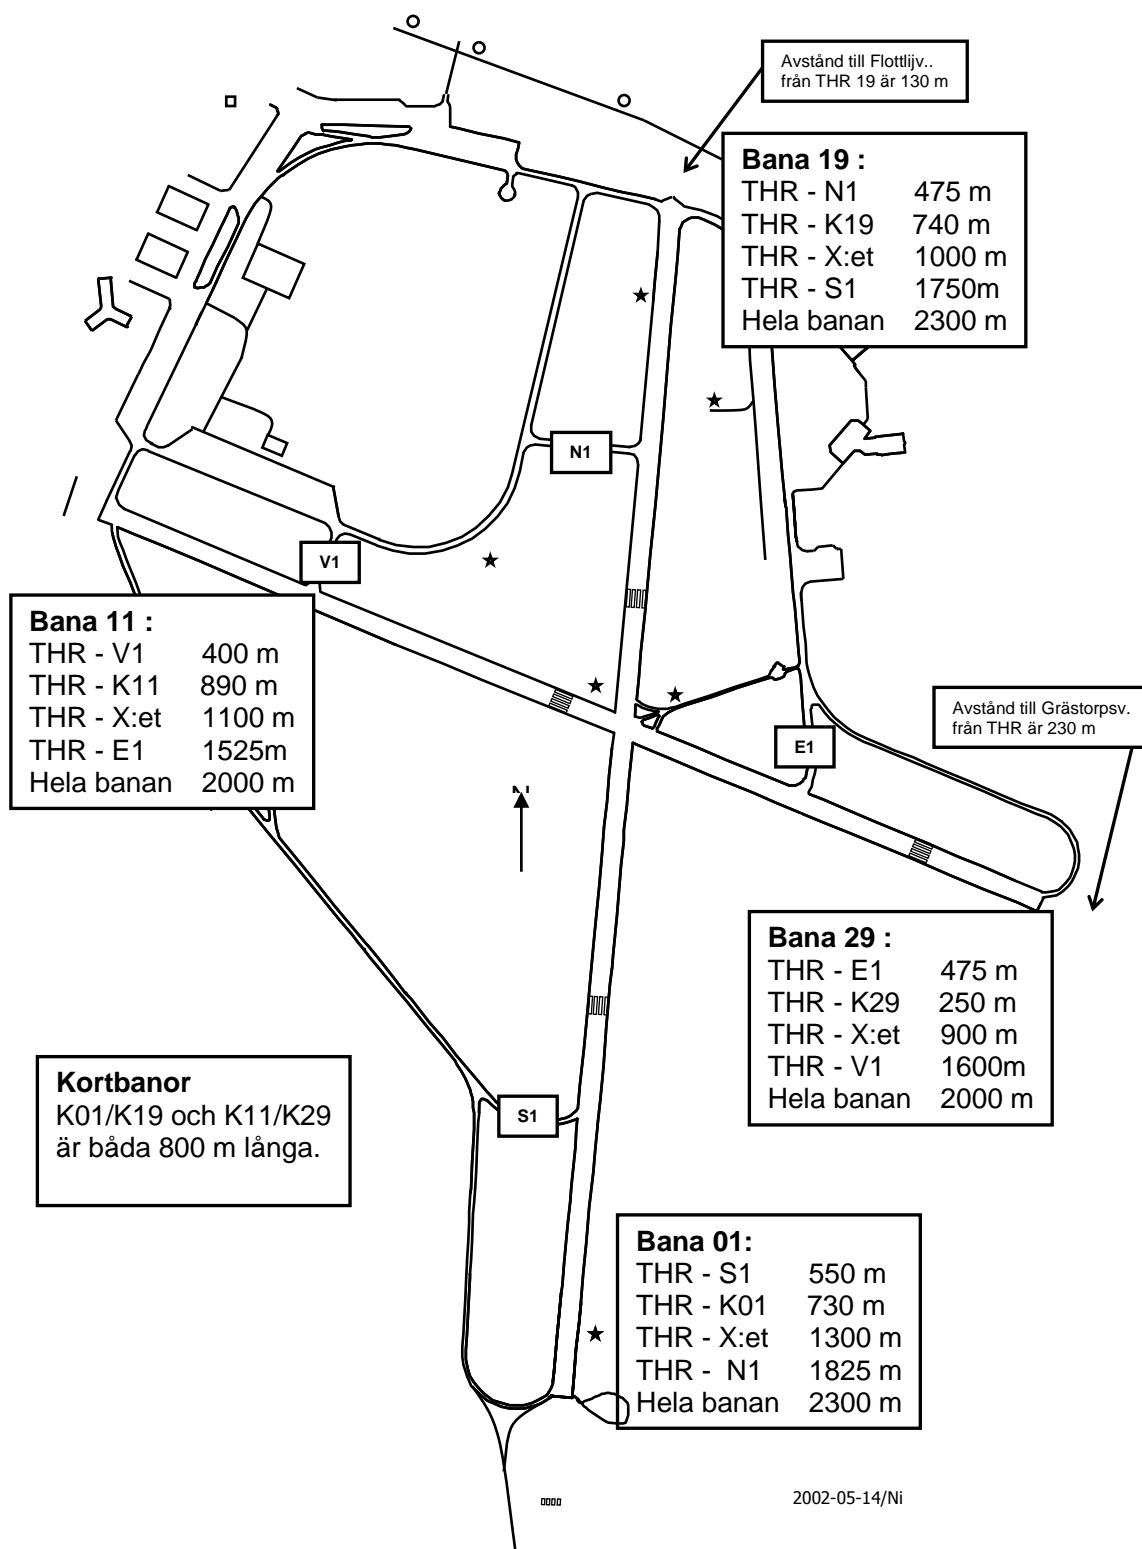 Avstånd till Flottlijv..
från THR 19 är 130 m
Bana 19 :
THR - N1 475 m
THR - K19 740 m
THR - X:et 1000 m
THR - S1 1750m
Hela banan 2300 m
N1
V1
Bana 11 :
THR - V1 400 m
THR - K11 890 m
THR - X:et 1100 m
THR - E1 1525m
Hela banan 2000 m
Avstånd till Grästorpsv.
från THR är 230 m
E1
Bana 29 :
THR - E1 475 m
THR - K29 250 m
THR - X:et 900 m
THR - V1 1600m
Hela banan 2000 m
Kortbanor
K01/K19 och K11/K29
är båda 800 m långa.
S1
Bana 01:
THR - S1 550 m
THR - K01 730 m
THR - X:et 1300 m
THR - N1 1825 m
Hela banan 2300 m
2002-05-14/Ni